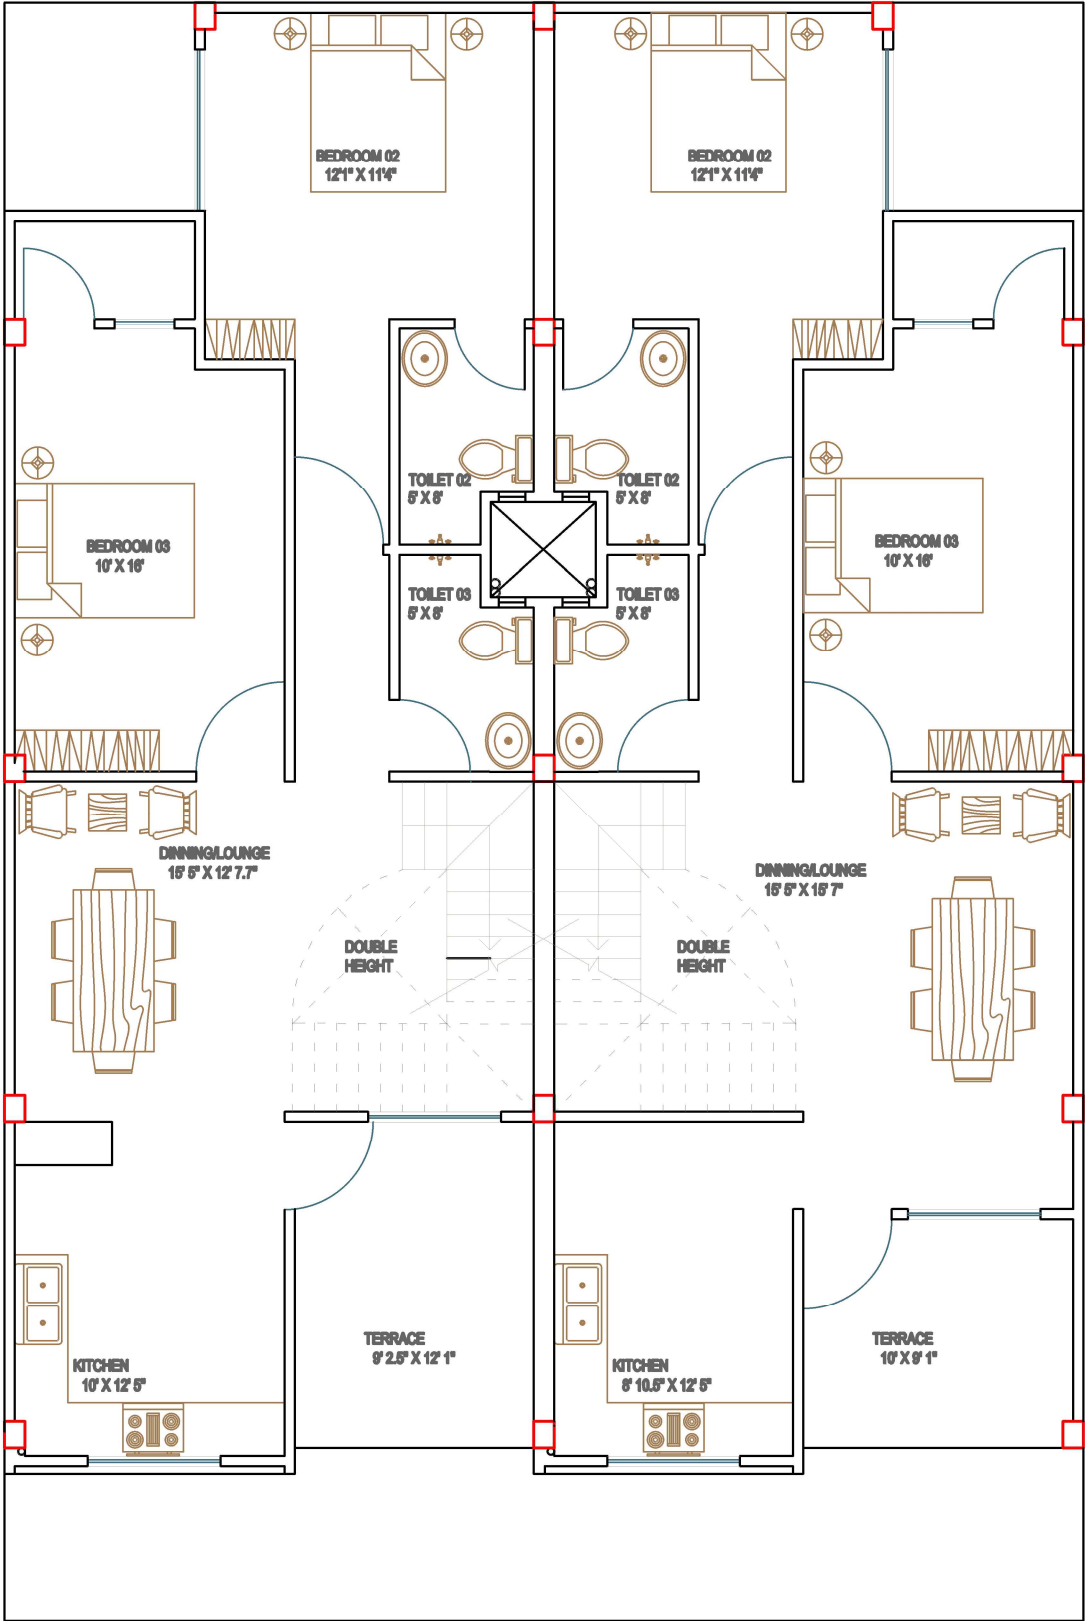 BEDROOM 02
12'1" X 11'4"
BEDROOM 02
12'1" X 11'4"
TOILET 02
5' X 8'
TOILET 02
5' X 8'
BEDROOM 03
10' X 16'
BEDROOM 03
10' X 16'
TOILET 03
5' X 8'
TOILET 03
5' X 8'
DINNING/LOUNGE
15' 5" X 12' 7.7"
DINNING/LOUNGE
15' 5" X 15' 7"
DOUBLE
HEIGHT
DOUBLE
HEIGHT
TERRACE
9' 2.5" X 12' 1"
TERRACE
10' X 9' 1"
KITCHEN
10' X 12' 5"
KITCHEN
8' 10.5" X 12' 5"